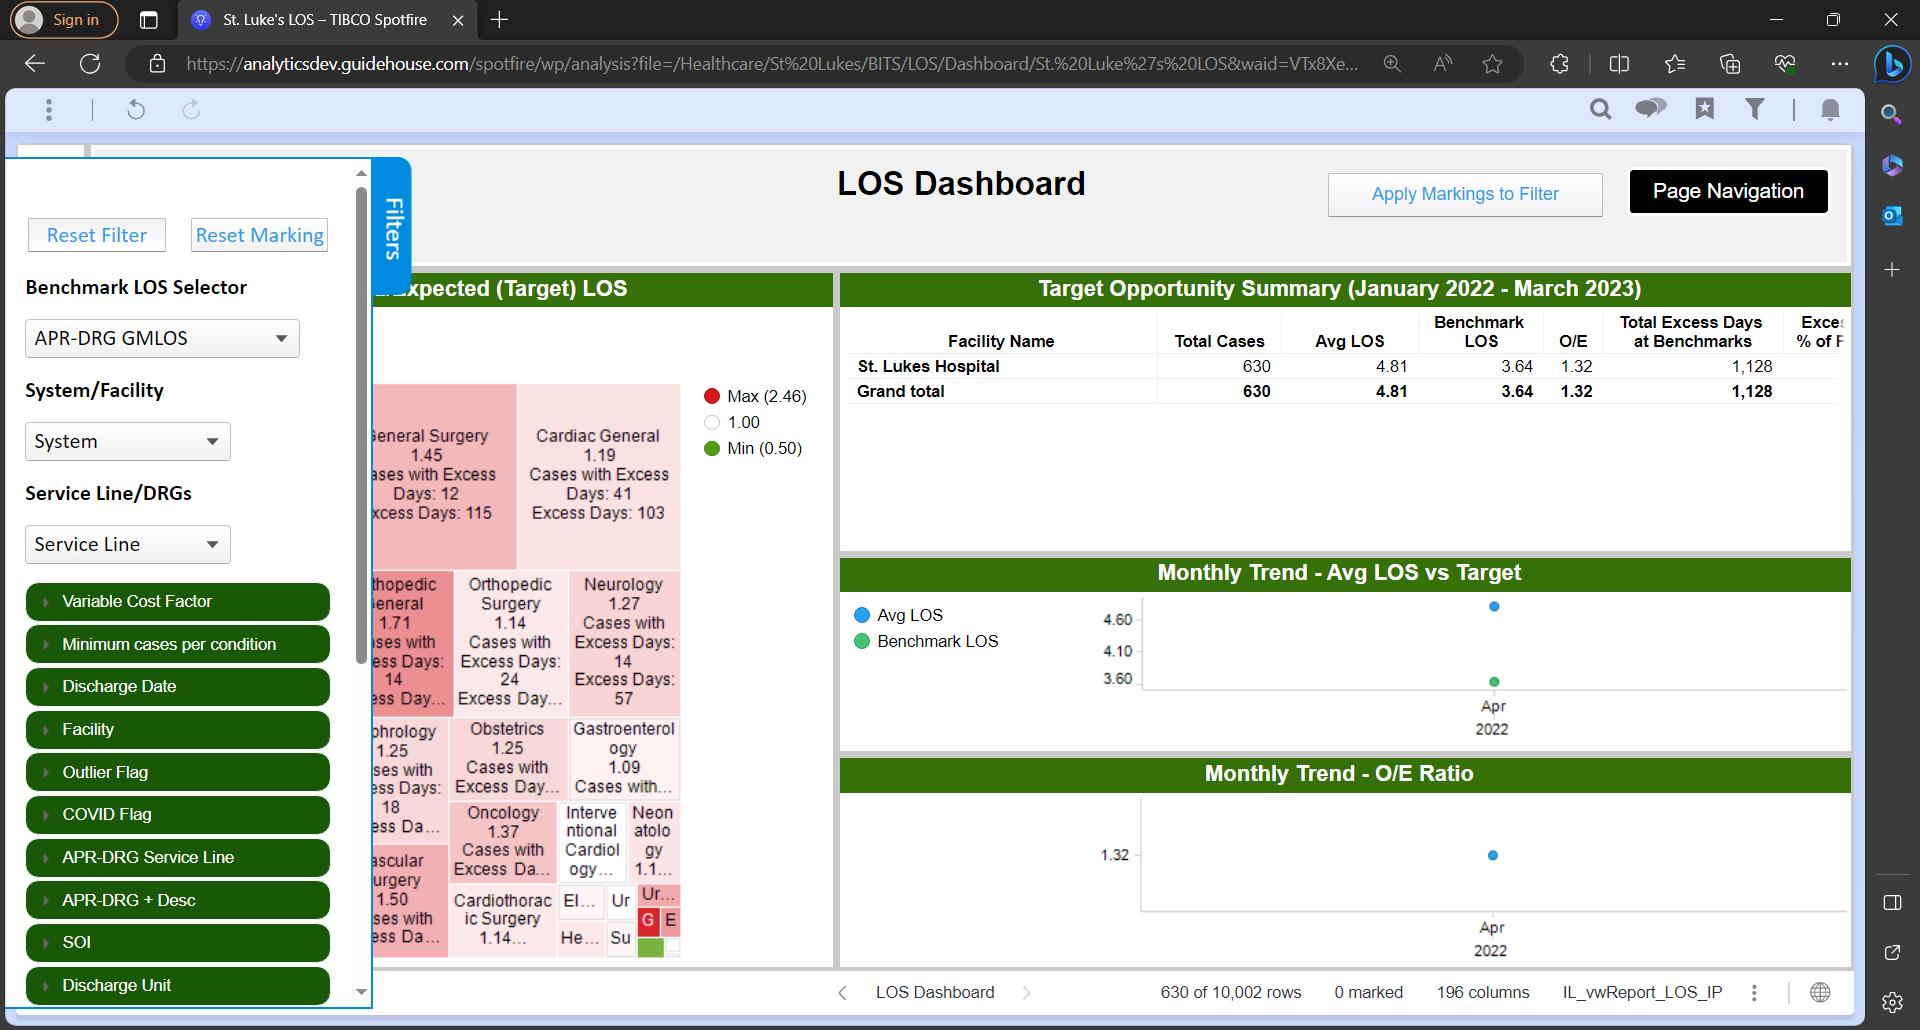 Sign in
St. Luke's LOS – TIBCO Spotfire
https://analyticsdev.guidehouse.com/spotfire/wp/analysis?file=/Healthcare/St%20Lukes/BITS/LOS/Dashboard/St.%20Luke%27s%20LOS&waid=VTx8Xe...
LOS Dashboard
Apply Markings to Filter
Page Navigation
Filters
Reset Filter
Reset Marking
Benchmark LOS Selector
APR-DRG GMLOS
System/Facility
System
Service Line/DRGs
Service Line
Variable Cost Factor
Minimum cases per condition
Discharge Date
Facility
Outlier Flag
COVID Flag
APR-DRG Service Line
APR-DRG + Desc
SOI
Discharge Unit
Expected (Target) LOS
General Surgery
1.45
ases with Excess
Days: 12
xcess Days: 115
Cardiac General
1.19
Cases with Excess
Days: 41
Excess Days: 103
Max (2.46)
1.00
Min (0.50)
thopedic
eneral
1.71
ses with
ess Days:
14
ess Day...
Orthopedic
Surgery
1.14
Cases with
Excess Days:
24
Excess Day...
Neurology
1.27
Cases with
Excess Days:
14
Excess Days:
57
phrology
1.25
ses with
ess Days:
18
ess Da...
Obstetrics
1.25
Cases with
Excess Day...
Gastroenterol
ogy
1.09
Cases with...
Oncology
1.37
Cases with
Excess Da...
Interve
ntional
Cardiol
ogy...
Neon
atolo
gy
1.1...
ascular
urgery
1.50
ses with
ess Da...
Cardiothorac
ic Surgery
1.14...
El...
Ur
Ur...
G
E
He...
Su
Target Opportunity Summary (January 2022 - March 2023)
Facility Name
Total Cases
Avg LOS
Benchmark
LOS
O/E
Total Excess Days
at Benchmarks
Exce
% of F
St. Lukes Hospital 630 4.81 3.64 1.32 1,128
Grand total 630 4.81 3.64 1.32 1,128
Monthly Trend - Avg LOS vs Target
Avg LOS
Benchmark LOS
4.60
4.10
3.60
Apr
2022
Monthly Trend - O/E Ratio
1.32
Apr
2022
LOS Dashboard
630 of 10,002 rows
0 marked
196 columns
IL_vwReport_LOS_IP